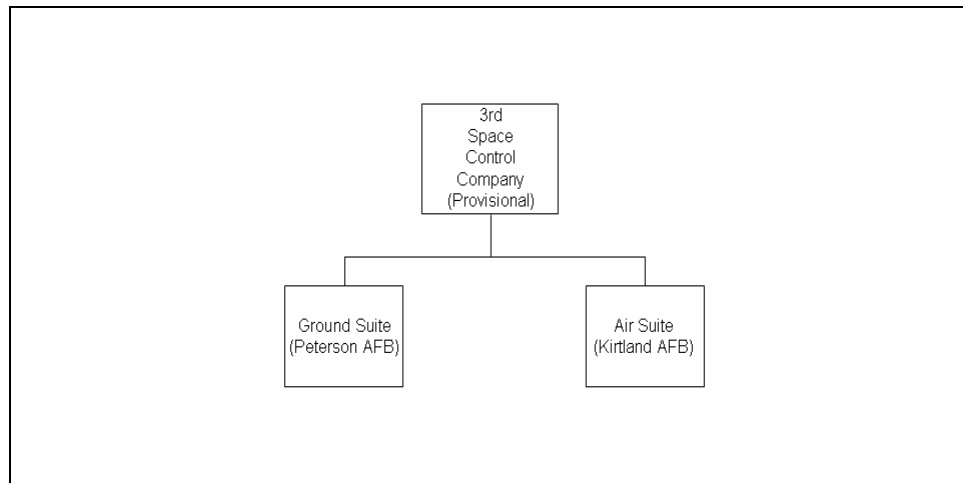 3rd
Space
Control
Company
(Provisional)
Ground Suite
(Peterson AFB)
Air Suite
(Kirtland AFB)